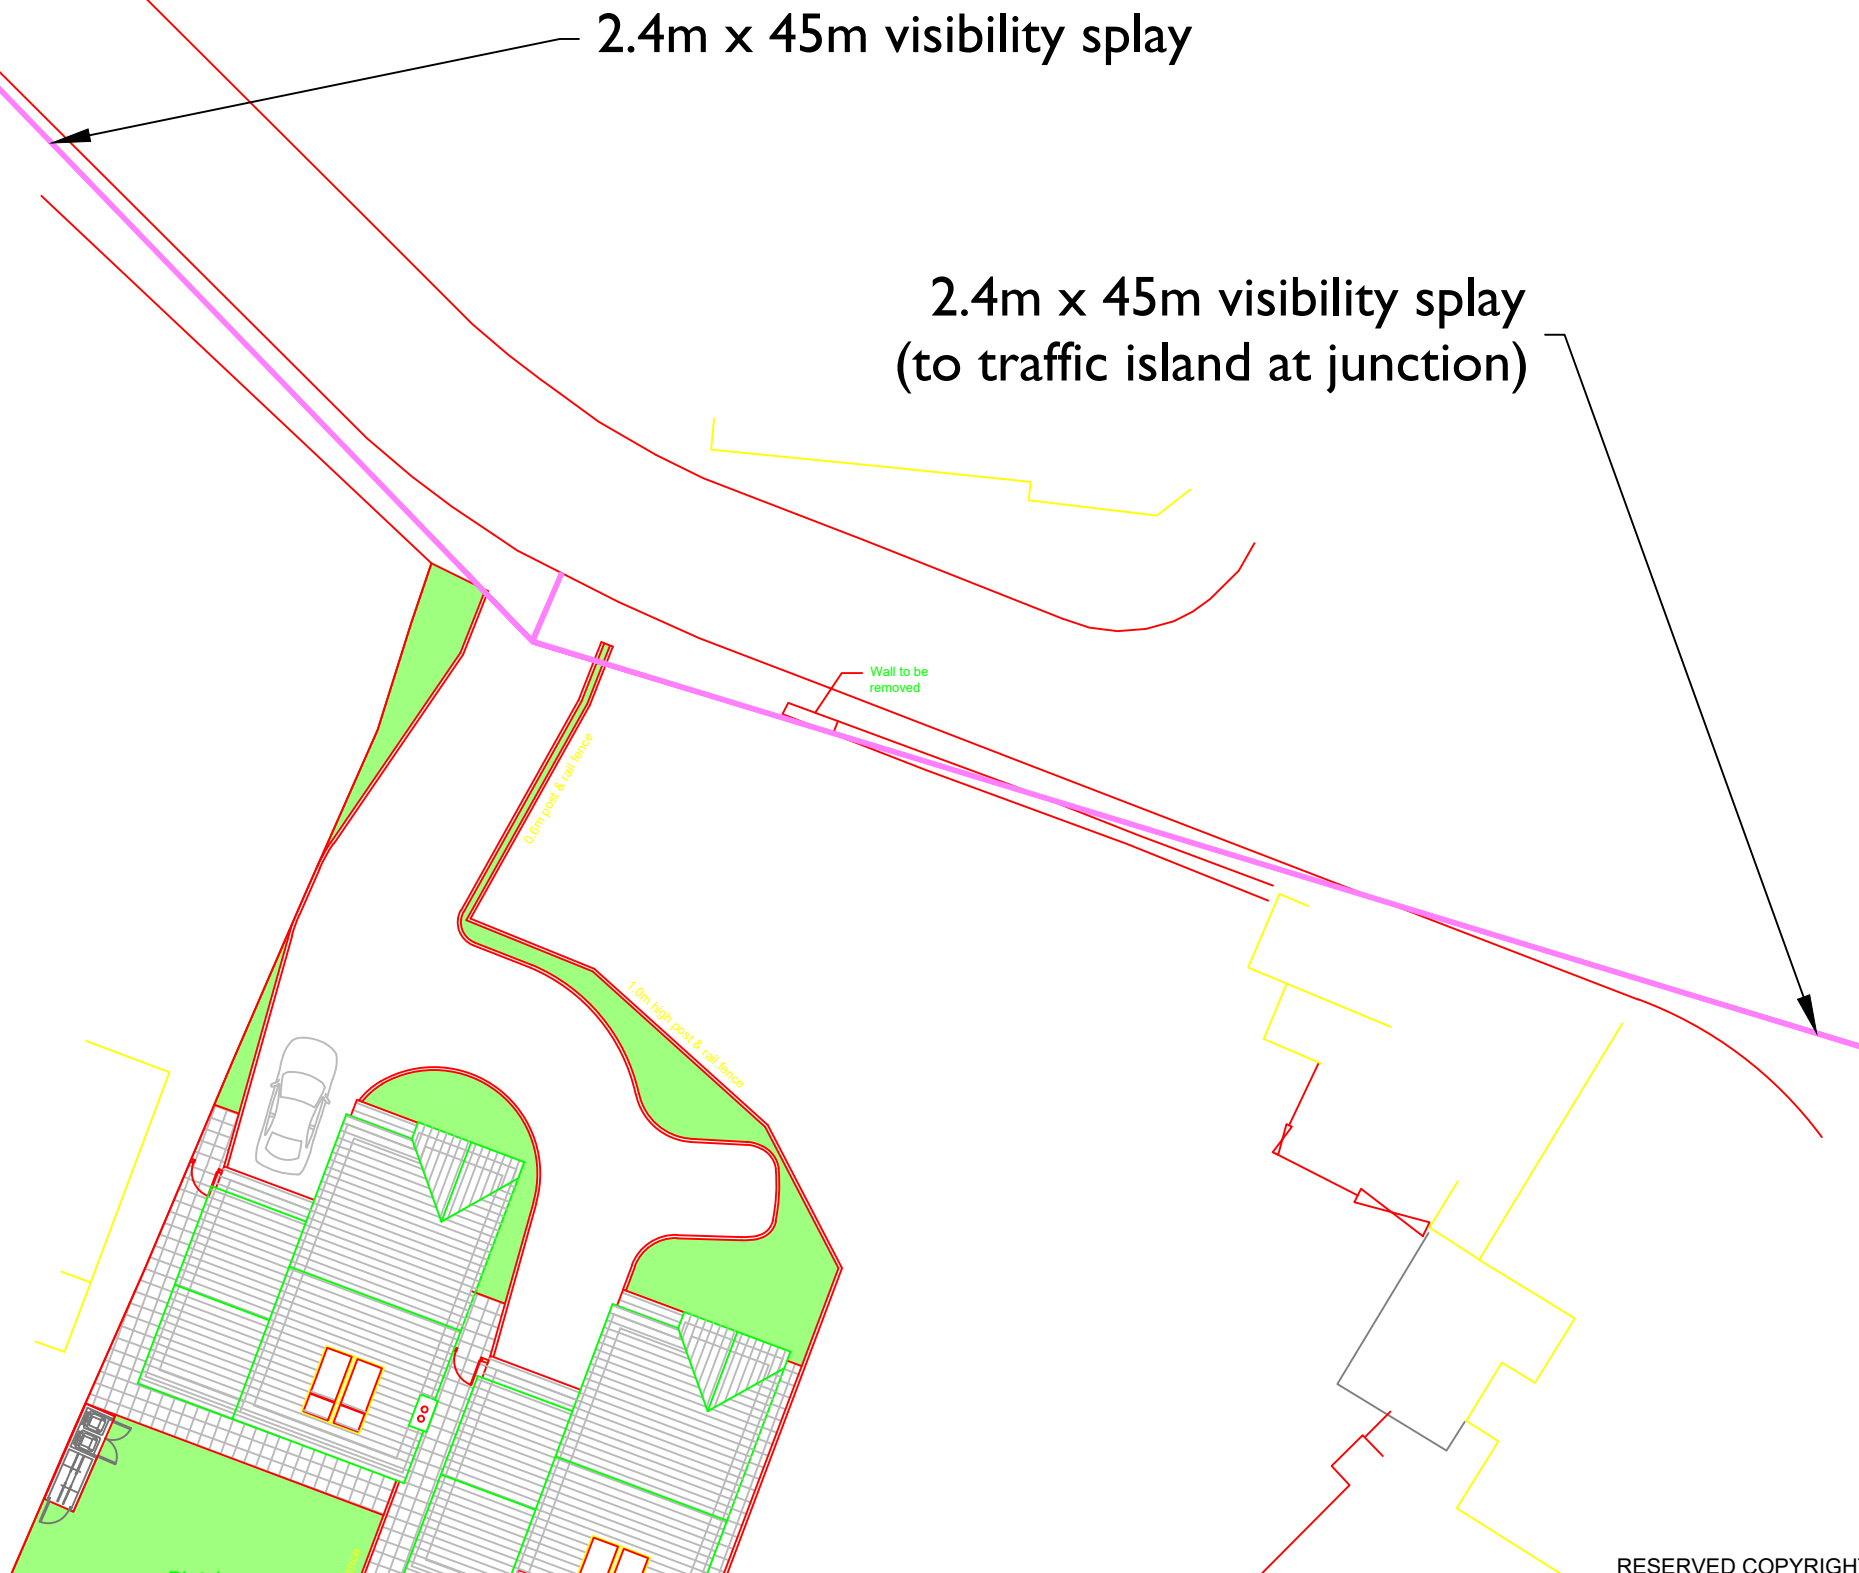 2.4m x 45m visibility splay
2.4m x 45m visibility splay
(to traffic island at junction)
Wall to be
removed
0.6m post & rail fence
1.0m high post & rail fence
RESERVED COPYRIGHT